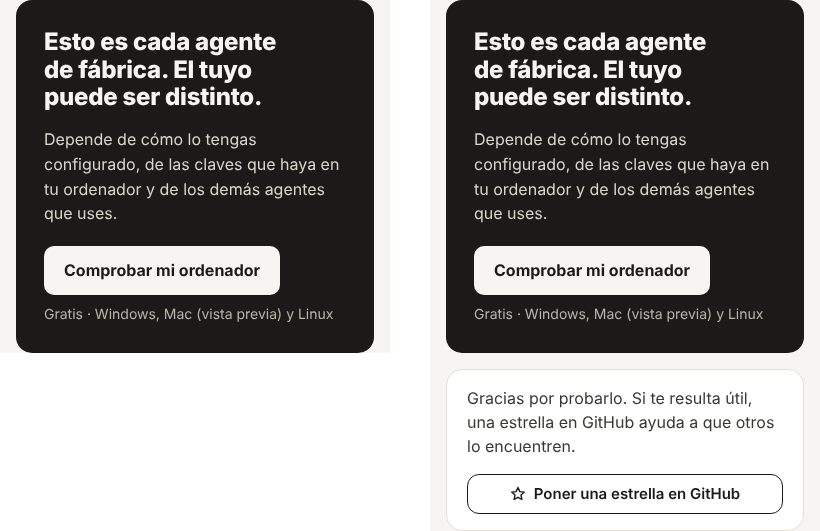 Esto es cada agente
de fábrica. El tuyo
puede ser distinto.
Depende de cómo lo tengas
configurado, de las claves que haya en
tu ordenador y de los demás agentes
que uses.
Comprobar mi ordenador
Gratis · Windows, Mac (vista previa) y Linux
Esto es cada agente
de fábrica. El tuyo
puede ser distinto.
Depende de cómo lo tengas
configurado, de las claves que haya en
tu ordenador y de los demás agentes
que uses.
Comprobar mi ordenador
Gratis · Windows, Mac (vista previa) y Linux
Gracias por probarlo. Si te resulta útil,
una estrella en GitHub ayuda a que otros
lo encuentren.
Poner una estrella en GitHub